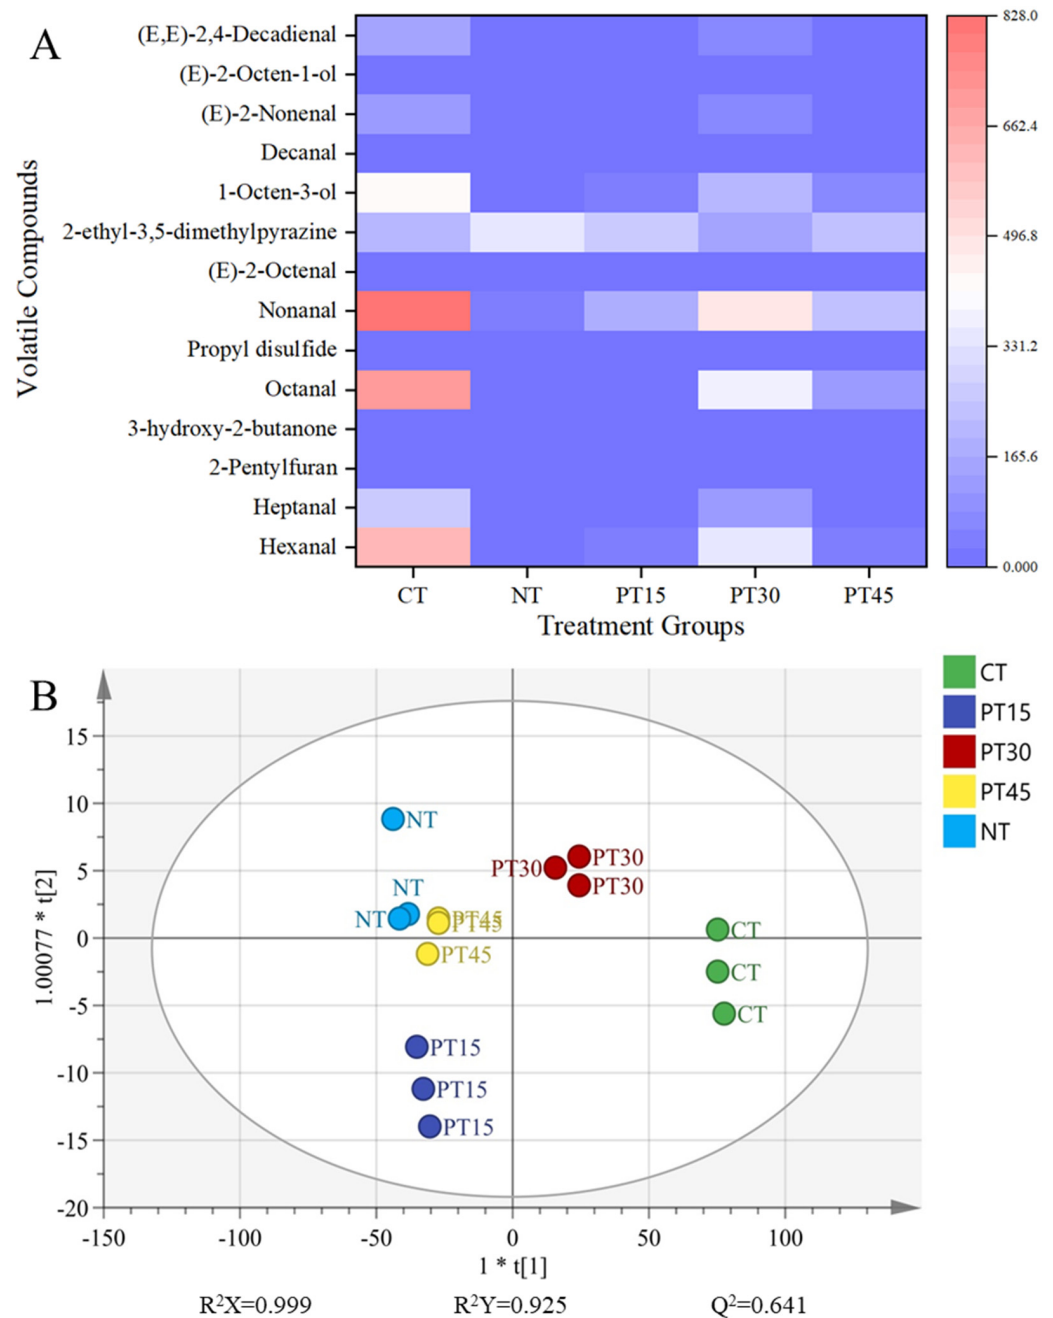 A
Volatile Compounds
(E,E)-2,4-Decadienal
(E)-2-Octen-1-ol
(E)-2-Nonenal
Decanal
1-Octen-3-ol
2-ethyl-3,5-dimethylpyrazine
(E)-2-Octenal
Nonanal
Propyl disulfide
Octanal
3-hydroxy-2-butanone
2-Pentylfuran
Heptanal
Hexanal
CT NT PT15 PT30 PT45
Treatment Groups
828.0
662.4
496.8
331.2
165.6
0.000
B
CT
PT15
PT30
PT45
NT
1.00077 * t[2]
15
10
5
0
-5
-10
-15
-20
NT
PT30
PT30
PT30
NT
NT
PT45
PT45
PT45
CT
CT
CT
PT15
PT15
PT15
-150 -100 -50 0 50 100
1 * t[1]
R²X=0.999 R²Y=0.925 Q²=0.641